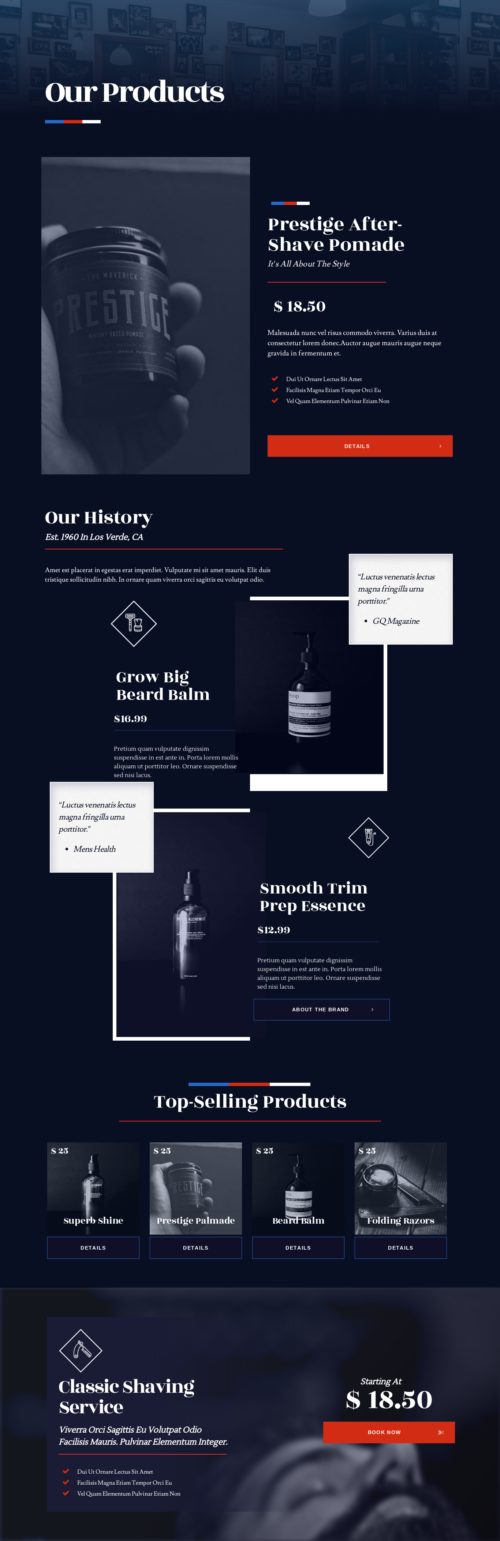 Our Products
THE MAVERICK
PRESTIGE
Prestige After-
Shave Pomade
It's All About The Style
$ 18.50
Malesuada nunc vel risus commodo viverra. Varius duis at
consectetur lorem donec.Auctor augue mauris augue neque
gravida in fermentum et.
Dui Ut Ornare Lectus Sit Amet
Facilisis Magna Etiam Tempor Orci Eu
Vel Quam Elementum Pulvinar Etiam Non
DETAILS
Our History
Est. 1960 In Los Verde, CA
Amet est placerat in egestas erat imperdiet. Vulputate mi sit amet mauris. Elit duis
tristique sollicitudin nibh. In ornare quam viverra orci sagittis eu volutpat odio.
"Luctus venenatis lectus
magna fringilla urna
porttitor."
• GQ Magazine
Grow Big
Beard Balm
$16.99
Pretium quam vulputate dignissim
suspendisse in est ante in. Porta lorem mollis
aliquam ut porttitor leo. Ornare suspendisse
sed nisi lacus.
"Luctus venenatis lectus
magna fringilla urna
porttitor."
• Mens Health
Smooth Trim
Prep Essence
$12.99
Pretium quam vulputate dignissim
suspendisse in est ante in. Porta lorem mollis
aliquam ut porttitor leo. Ornare suspendisse
sed nisi lacus.
ABOUT THE BRAND
Top-Selling Products
$ 25
$ 25
$ 25
$ 25
Superb Shine
Prestige Palmade
Beard Balm
Folding Razors
DETAILS
DETAILS
DETAILS
DETAILS
Classic Shaving
Service
Viverra Orci Sagittis Eu Volutpat Odio
Facilisis Mauris. Pulvinar Elementum Integer.
Dui Ut Ornare Lectus Sit Amet
Facilisis Magna Etiam Tempor Orci Eu
Vel Quam Elementum Pulvinar Etiam Non
Starting At
$ 18.50
BOOK NOW